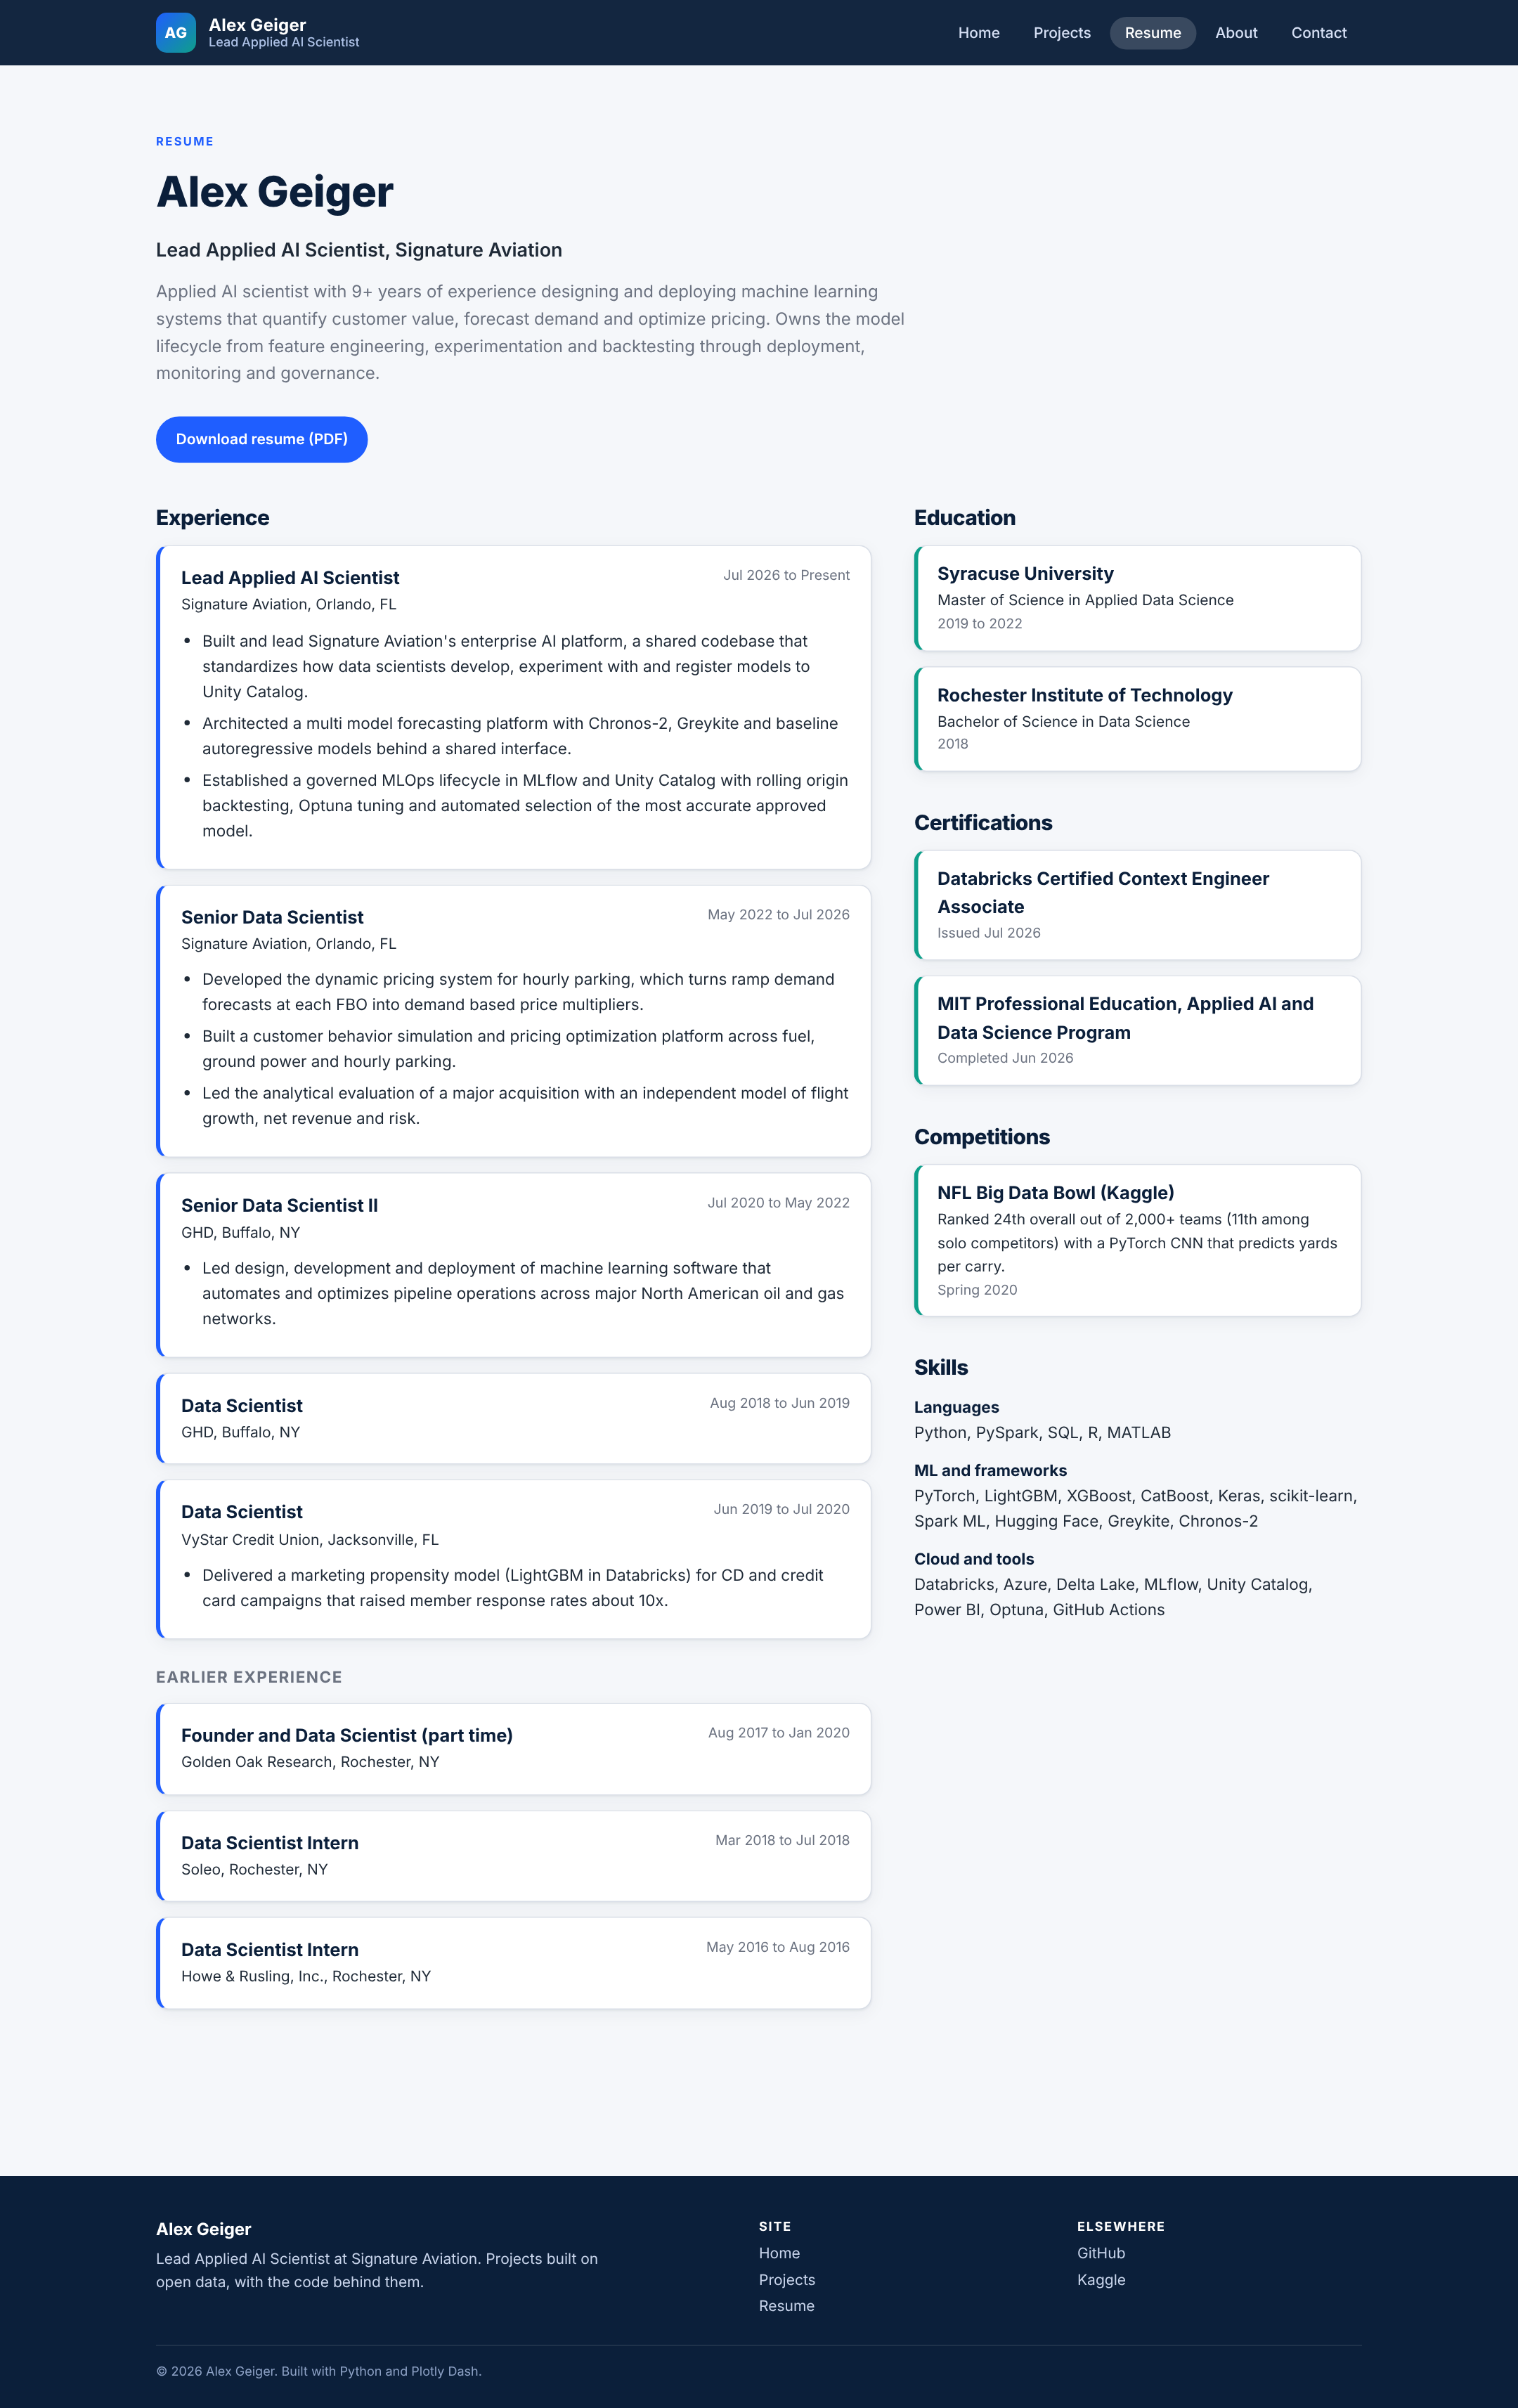 AG
Alex Geiger
Lead Applied AI Scientist
Home
Projects
Resume
About
Contact
RESUME
Alex Geiger
Lead Applied AI Scientist, Signature Aviation
Applied AI scientist with 9+ years of experience designing and deploying machine learning
systems that quantify customer value, forecast demand and optimize pricing. Owns the model
lifecycle from feature engineering, experimentation and backtesting through deployment,
monitoring and governance.
Download resume (PDF)
Experience
Lead Applied AI Scientist
Jul 2026 to Present
Signature Aviation, Orlando, FL
• Built and lead Signature Aviation's enterprise AI platform, a shared codebase that
standardizes how data scientists develop, experiment with and register models to
Unity Catalog.
• Architected a multi model forecasting platform with Chronos-2, Greykite and baseline
autoregressive models behind a shared interface.
• Established a governed MLOps lifecycle in MLflow and Unity Catalog with rolling origin
backtesting, Optuna tuning and automated selection of the most accurate approved
model.
Senior Data Scientist
May 2022 to Jul 2026
Signature Aviation, Orlando, FL
• Developed the dynamic pricing system for hourly parking, which turns ramp demand
forecasts at each FBO into demand based price multipliers.
• Built a customer behavior simulation and pricing optimization platform across fuel,
ground power and hourly parking.
• Led the analytical evaluation of a major acquisition with an independent model of flight
growth, net revenue and risk.
Senior Data Scientist II
Jul 2020 to May 2022
GHD, Buffalo, NY
• Led design, development and deployment of machine learning software that
automates and optimizes pipeline operations across major North American oil and gas
networks.
Data Scientist
Aug 2018 to Jun 2019
GHD, Buffalo, NY
Data Scientist
Jun 2019 to Jul 2020
VyStar Credit Union, Jacksonville, FL
• Delivered a marketing propensity model (LightGBM in Databricks) for CD and credit
card campaigns that raised member response rates about 10x.
EARLIER EXPERIENCE
Founder and Data Scientist (part time)
Aug 2017 to Jan 2020
Golden Oak Research, Rochester, NY
Data Scientist Intern
Mar 2018 to Jul 2018
Soleo, Rochester, NY
Data Scientist Intern
May 2016 to Aug 2016
Howe & Rusling, Inc., Rochester, NY
Education
Syracuse University
Master of Science in Applied Data Science
2019 to 2022
Rochester Institute of Technology
Bachelor of Science in Data Science
2018
Certifications
Databricks Certified Context Engineer
Associate
Issued Jul 2026
MIT Professional Education, Applied AI and
Data Science Program
Completed Jun 2026
Competitions
NFL Big Data Bowl (Kaggle)
Ranked 24th overall out of 2,000+ teams (11th among
solo competitors) with a PyTorch CNN that predicts yards
per carry.
Spring 2020
Skills
Languages
Python, PySpark, SQL, R, MATLAB
ML and frameworks
PyTorch, LightGBM, XGBoost, CatBoost, Keras, scikit-learn,
Spark ML, Hugging Face, Greykite, Chronos-2
Cloud and tools
Databricks, Azure, Delta Lake, MLflow, Unity Catalog,
Power BI, Optuna, GitHub Actions
Alex Geiger
Lead Applied AI Scientist at Signature Aviation. Projects built on
open data, with the code behind them.
SITE
Home
Projects
Resume
ELSEWHERE
GitHub
Kaggle
© 2026 Alex Geiger. Built with Python and Plotly Dash.